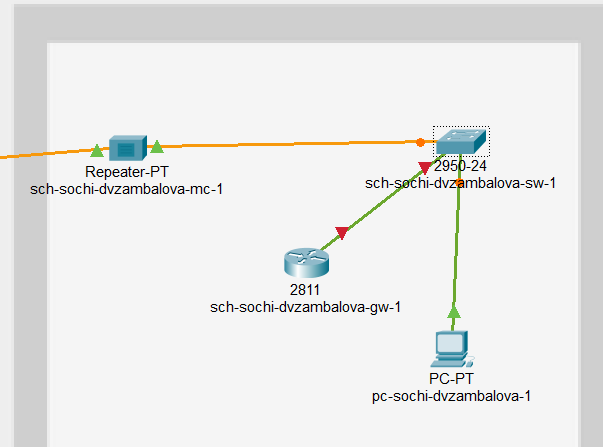 Repeater-PT
sch-sochi-dvzambalova-mc-1
2950-24
sch-sochi-dvzambalova-sw-1
2811
sch-sochi-dvzambalova-gw-1
PC-PT
pc-sochi-dvzambalova-1